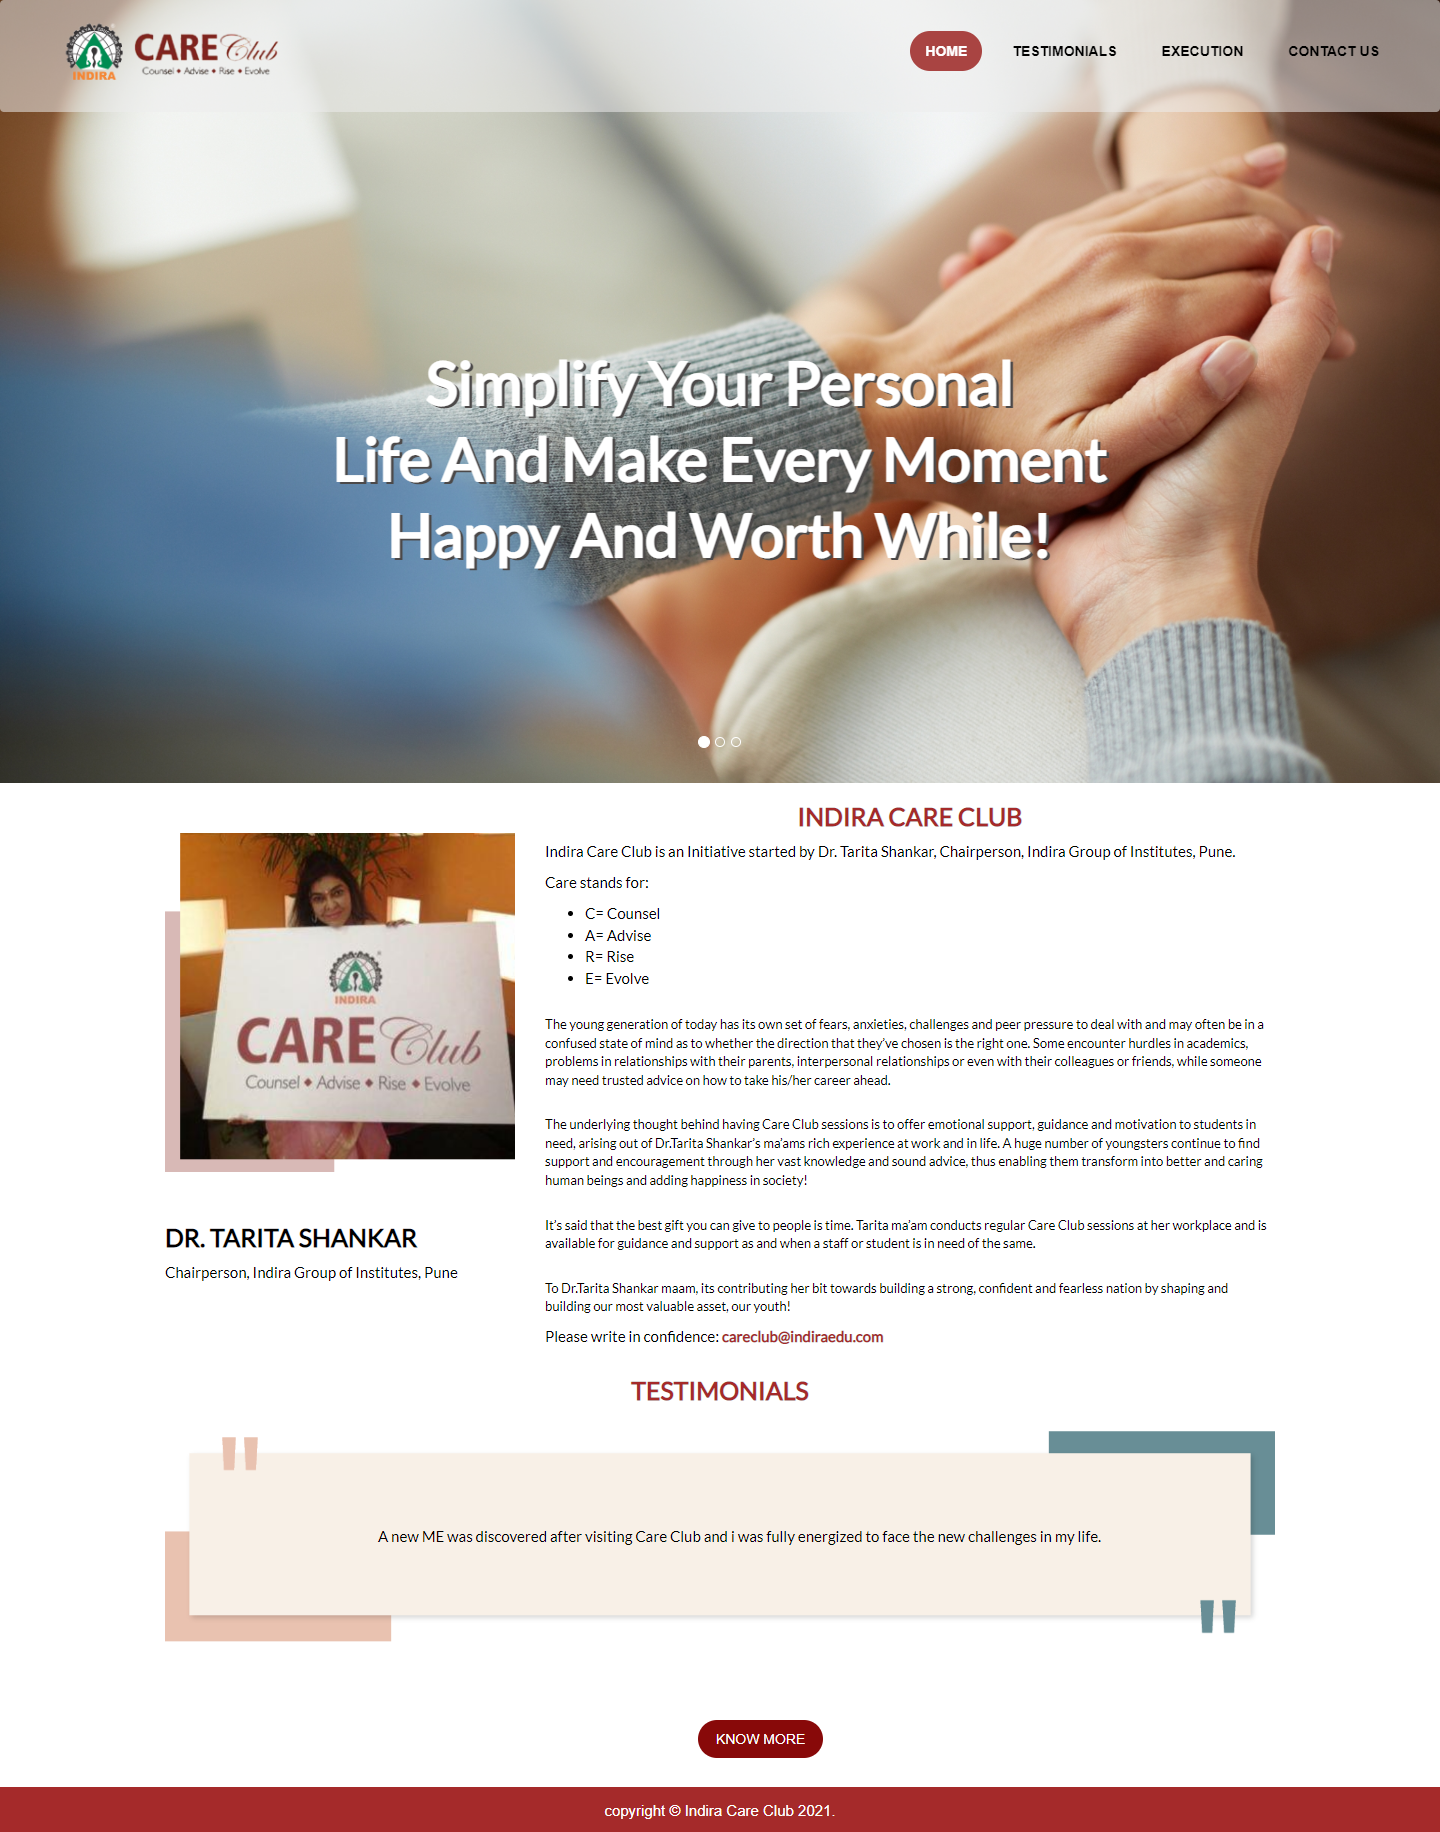 INDIRA
CARE Club
Counsel ♦ Advise ♦ Rise ♦ Evolve
HOME
TESTIMONIALS
EXECUTION
CONTACT US
Simplify Your Personal
Life And Make Every Moment
Happy And Worth While!
INDIRA
CARE Club
Counsel ♦ Advise ♦ Rise ♦ Evolve
DR. TARITA SHANKAR
Chairperson, Indira Group of Institutes, Pune
INDIRA CARE CLUB
Indira Care Club is an Initiative started by Dr. Tarita Shankar, Chairperson, Indira Group of Institutes, Pune.
Care stands for:
• C= Counsel
• A= Advise
• R= Rise
• E= Evolve
The young generation of today has its own set of fears, anxieties, challenges and peer pressure to deal with and may often be in a
confused state of mind as to whether the direction that they've chosen is the right one. Some encounter hurdles in academics,
problems in relationships with their parents, interpersonal relationships or even with their colleagues or friends, while someone
may need trusted advice on how to take his/her career ahead.
The underlying thought behind having Care Club sessions is to offer emotional support, guidance and motivation to students in
need, arising out of Dr.Tarita Shankar's ma'ams rich experience at work and in life. A huge number of youngsters continue to find
support and encouragement through her vast knowledge and sound advice, thus enabling them transform into better and caring
human beings and adding happiness in society!
It's said that the best gift you can give to people is time. Tarita ma'am conducts regular Care Club sessions at her workplace and is
available for guidance and support as and when a staff or student is in need of the same.
To Dr.Tarita Shankar maam, its contributing her bit towards building a strong, confident and fearless nation by shaping and
building our most valuable asset, our youth!
Please write in confidence: careclub@indiraedu.com
TESTIMONIALS
"
A new ME was discovered after visiting Care Club and i was fully energized to face the new challenges in my life.
"
KNOW MORE
copyright © Indira Care Club 2021.